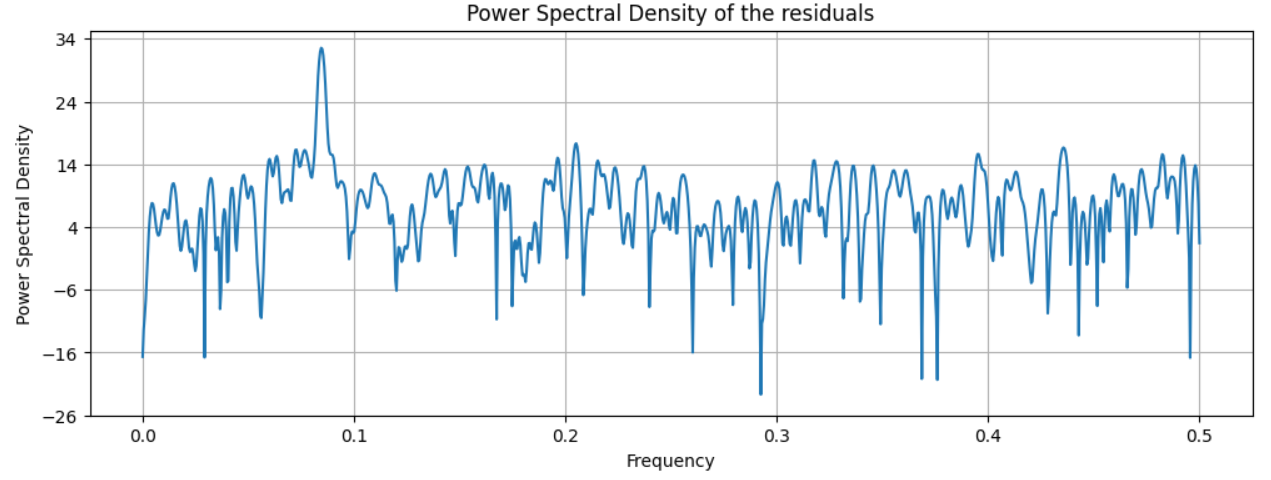 Power Spectral Density of the residuals
34
24
14
4
−6
−16
−26
Power Spectral Density
0.0 0.1 0.2 0.3 0.4 0.5
Frequency